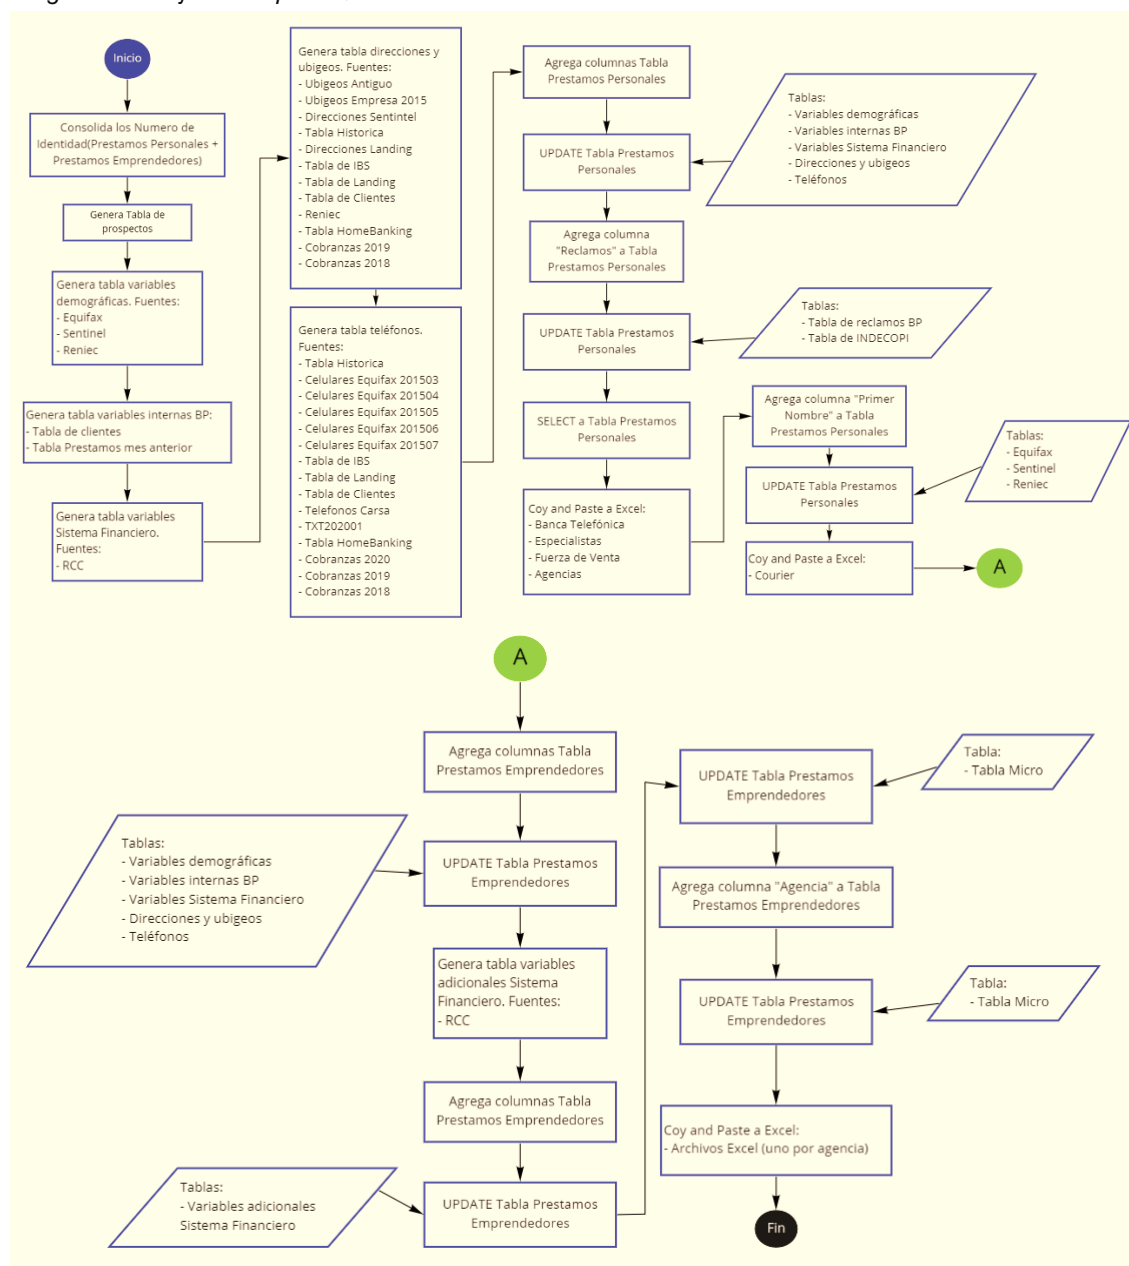 Inicio
Consolida los Numero de
Identidad(Prestamos Personales +
Prestamos Emprendedores)
Genera Tabla de
prospectos
Genera tabla variables
demográficas. Fuentes:
- Equifax
- Sentinel
- Reniec
Genera tabla variables internas BP:
- Tabla de clientes
- Tabla Prestamos mes anterior
Genera tabla variables
Sistema Financiero.
Fuentes:
- RCC
Genera tabla direcciones y
ubigeos. Fuentes:
- Ubigeos Antiguo
- Ubigeos Empresa 2015
- Direcciones Sentintel
- Tabla Historica
- Direcciones Landing
- Tabla de IBS
- Tabla de Landing
- Tabla de Clientes
- Reniec
- Tabla HomeBanking
- Cobranzas 2019
- Cobranzas 2018
Genera tabla teléfonos.
Fuentes:
- Tabla Historica
- Celulares Equifax 201503
- Celulares Equifax 201504
- Celulares Equifax 201505
- Celulares Equifax 201506
- Celulares Equifax 201507
- Tabla de IBS
- Tabla de Landing
- Tabla de Clientes
- Telefonos Carsa
- TXT202001
- Tabla HomeBanking
- Cobranzas 2020
- Cobranzas 2019
- Cobranzas 2018
Agrega columnas Tabla
Prestamos Personales
UPDATE Tabla Prestamos
Personales
Tablas:
- Variables demográficas
- Variables internas BP
- Variables Sistema Financiero
- Direcciones y ubigeos
- Teléfonos
Agrega columna
"Reclamos" a Tabla
Prestamos Personales
UPDATE Tabla Prestamos
Personales
Tablas:
- Tabla de reclamos BP
- Tabla de INDECOPI
SELECT a Tabla Prestamos
Personales
Coy and Paste a Excel:
- Banca Telefónica
- Especialistas
- Fuerza de Venta
- Agencias
Agrega columna "Primer
Nombre" a Tabla
Prestamos Personales
UPDATE Tabla Prestamos
Personales
Tablas:
- Equifax
- Sentinel
- Reniec
Coy and Paste a Excel:
- Courier
A
A
Agrega columnas Tabla
Prestamos Emprendedores
UPDATE Tabla Prestamos
Emprendedores
Tablas:
- Variables demográficas
- Variables internas BP
- Variables Sistema Financiero
- Direcciones y ubigeos
- Teléfonos
Genera tabla variables
adicionales Sistema
Financiero. Fuentes:
- RCC
Agrega columnas Tabla
Prestamos Emprendedores
UPDATE Tabla Prestamos
Emprendedores
Tablas:
- Variables adicionales
Sistema Financiero
UPDATE Tabla Prestamos
Emprendedores
Tabla:
- Tabla Micro
Agrega columna "Agencia" a Tabla
Prestamos Emprendedores
UPDATE Tabla Prestamos
Emprendedores
Tabla:
- Tabla Micro
Coy and Paste a Excel:
- Archivos Excel (uno por agencia)
Fin